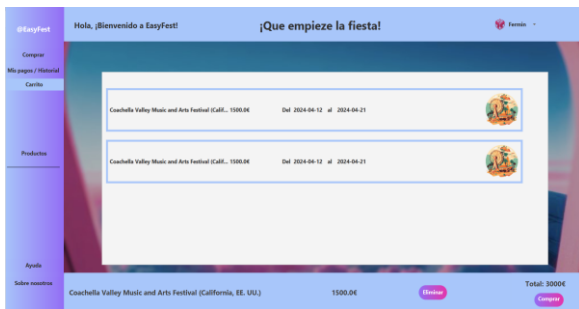 @EasyFest
Hola, ¡Bienvenido a EasyFest!
¡Que empieze la fiesta!
Fermín
Comprar
Mis pagos / Historial
Carrito
Productos
Ayuda
Sobre nosotros
Coachella Valley Music and Arts Festival (Calif... 1500.0€ Del 2024-04-12 al 2024-04-21
Coachella Valley Music and Arts Festival (Calif... 1500.0€ Del 2024-04-12 al 2024-04-21
Coachella Valley Music and Arts Festival (California, EE. UU.) 1500.0€ Eliminar
Total: 3000€
Comprar